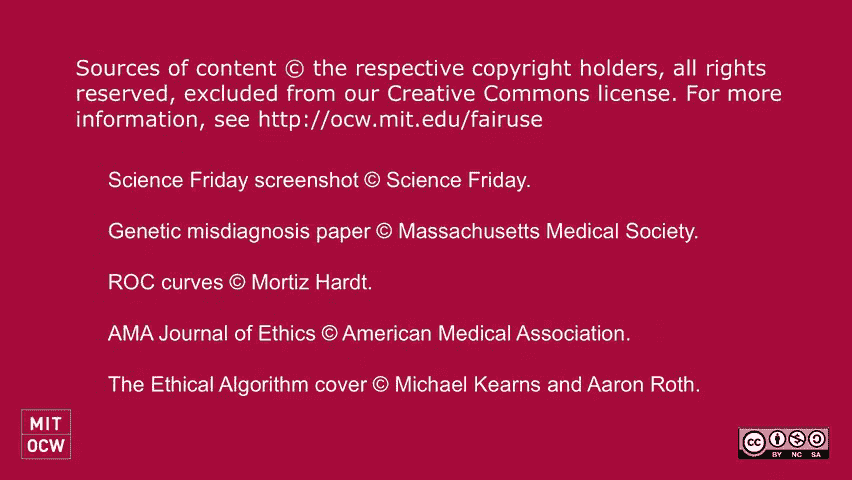 Sources of content © the respective copyright holders, all rights
reserved, excluded from our Creative Commons license. For more
information, see http://ocw.mit.edu/fairuse
Science Friday screenshot © Science Friday.
Genetic misdiagnosis paper © Massachusetts Medical Society.
ROC curves © Mortiz Hardt.
AMA Journal of Ethics © American Medical Association.
The Ethical Algorithm cover © Michael Kearns and Aaron Roth.
MIT
OCW
cc
BY NC SA